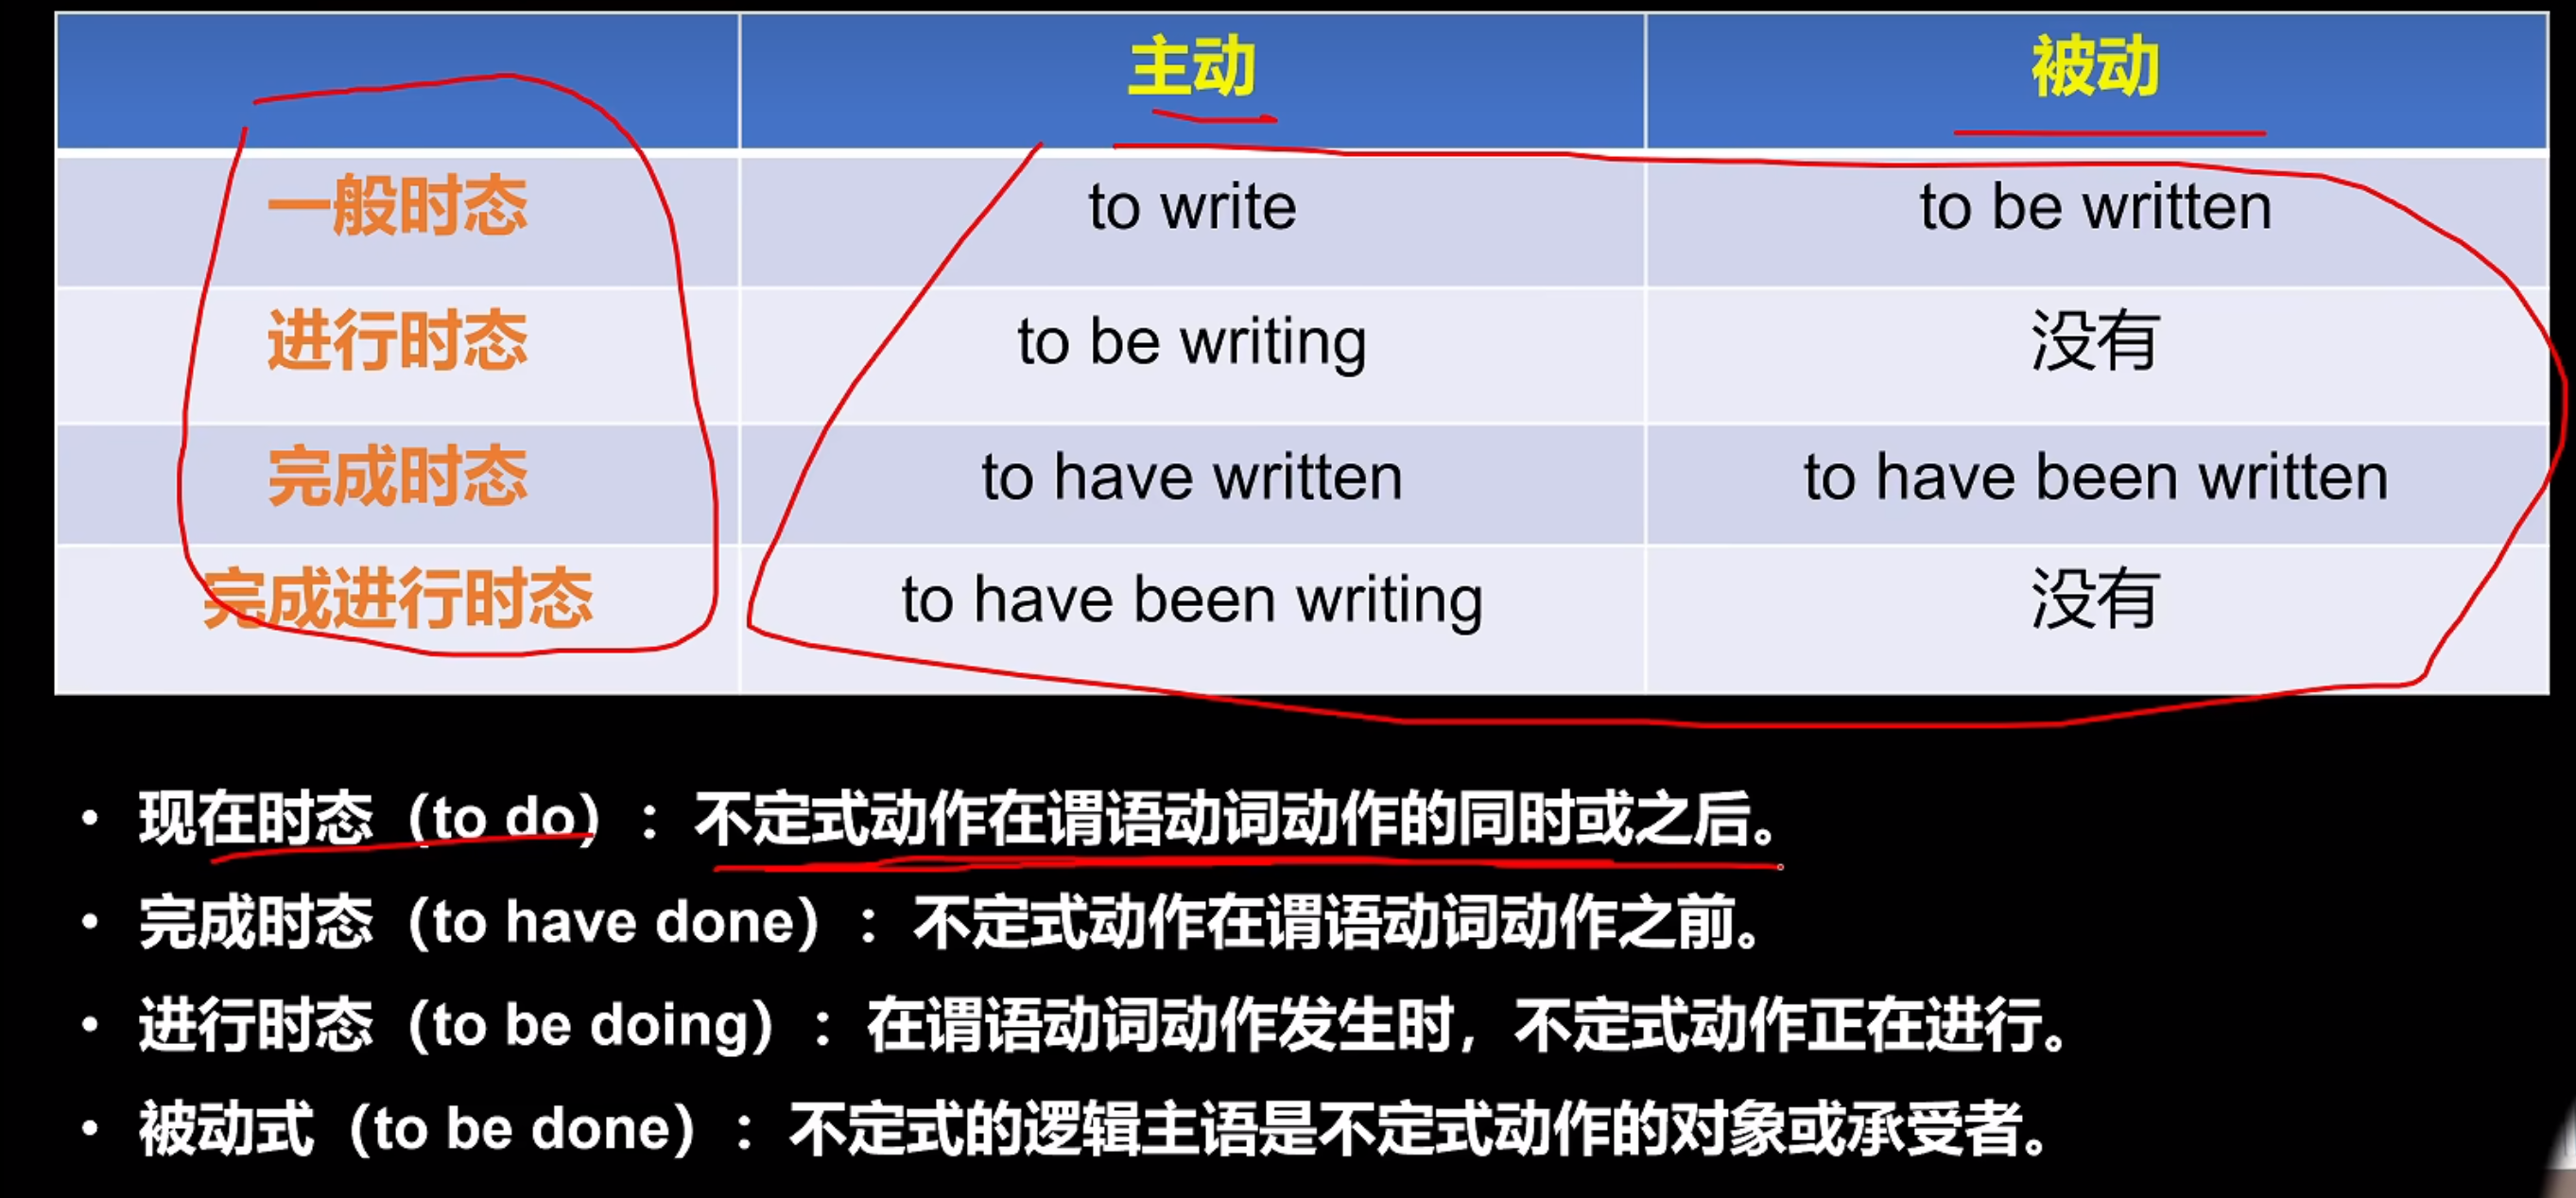 主动 被动
一般时态 to write to be written
进行时态 to be writing 没有
完成时态 to have written to have been written
完成进行时态 to have been writing 没有
• 现在时态（to do）：不定式动作在谓语动词动作的同时或之后。
• 完成时态（to have done）：不定式动作在谓语动词动作之前。
• 进行时态（to be doing）：在谓语动词动作发生时，不定式动作正在进行。
• 被动式（to be done）：不定式的逻辑主语是不定式动作的对象或承受者。